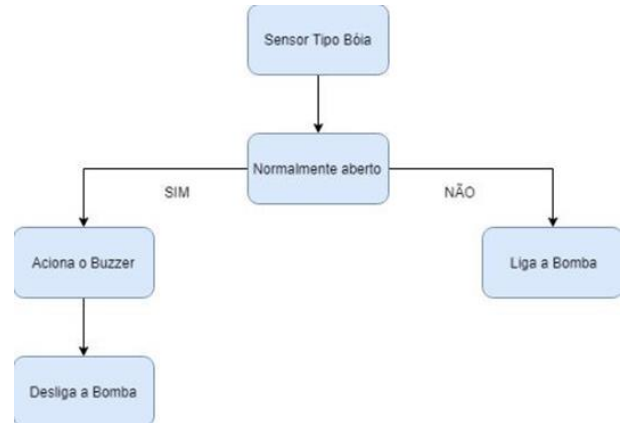 Sensor Tipo Bóia
Normalmente aberto
SIM
NÃO
Aciona o Buzzer
Liga a Bomba
Desliga a Bomba